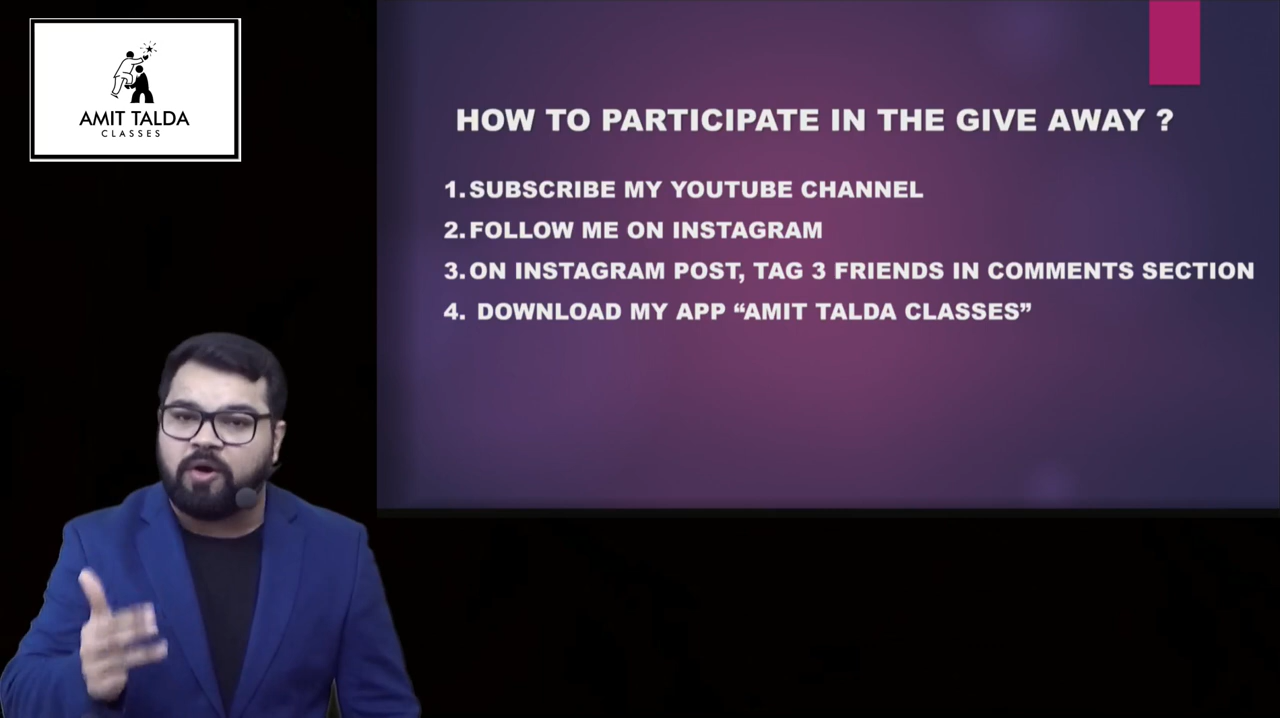 AMIT TALDA
CLASSES
HOW TO PARTICIPATE IN THE GIVE AWAY ?
1. SUBSCRIBE MY YOUTUBE CHANNEL
2. FOLLOW ME ON INSTAGRAM
3. ON INSTAGRAM POST, TAG 3 FRIENDS IN COMMENTS SECTION
4. DOWNLOAD MY APP “AMIT TALDA CLASSES”